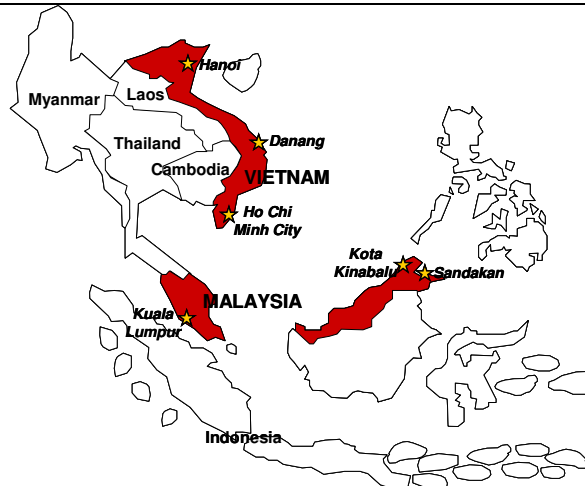 Hanoi
Myanmar
Laos
Thailand
Danang
Cambodia
VIETNAM
Ho Chi
Minh City
Kota
Kinabalu
Sandakan
MALAYSIA
Kuala
Lumpur
Indonesia